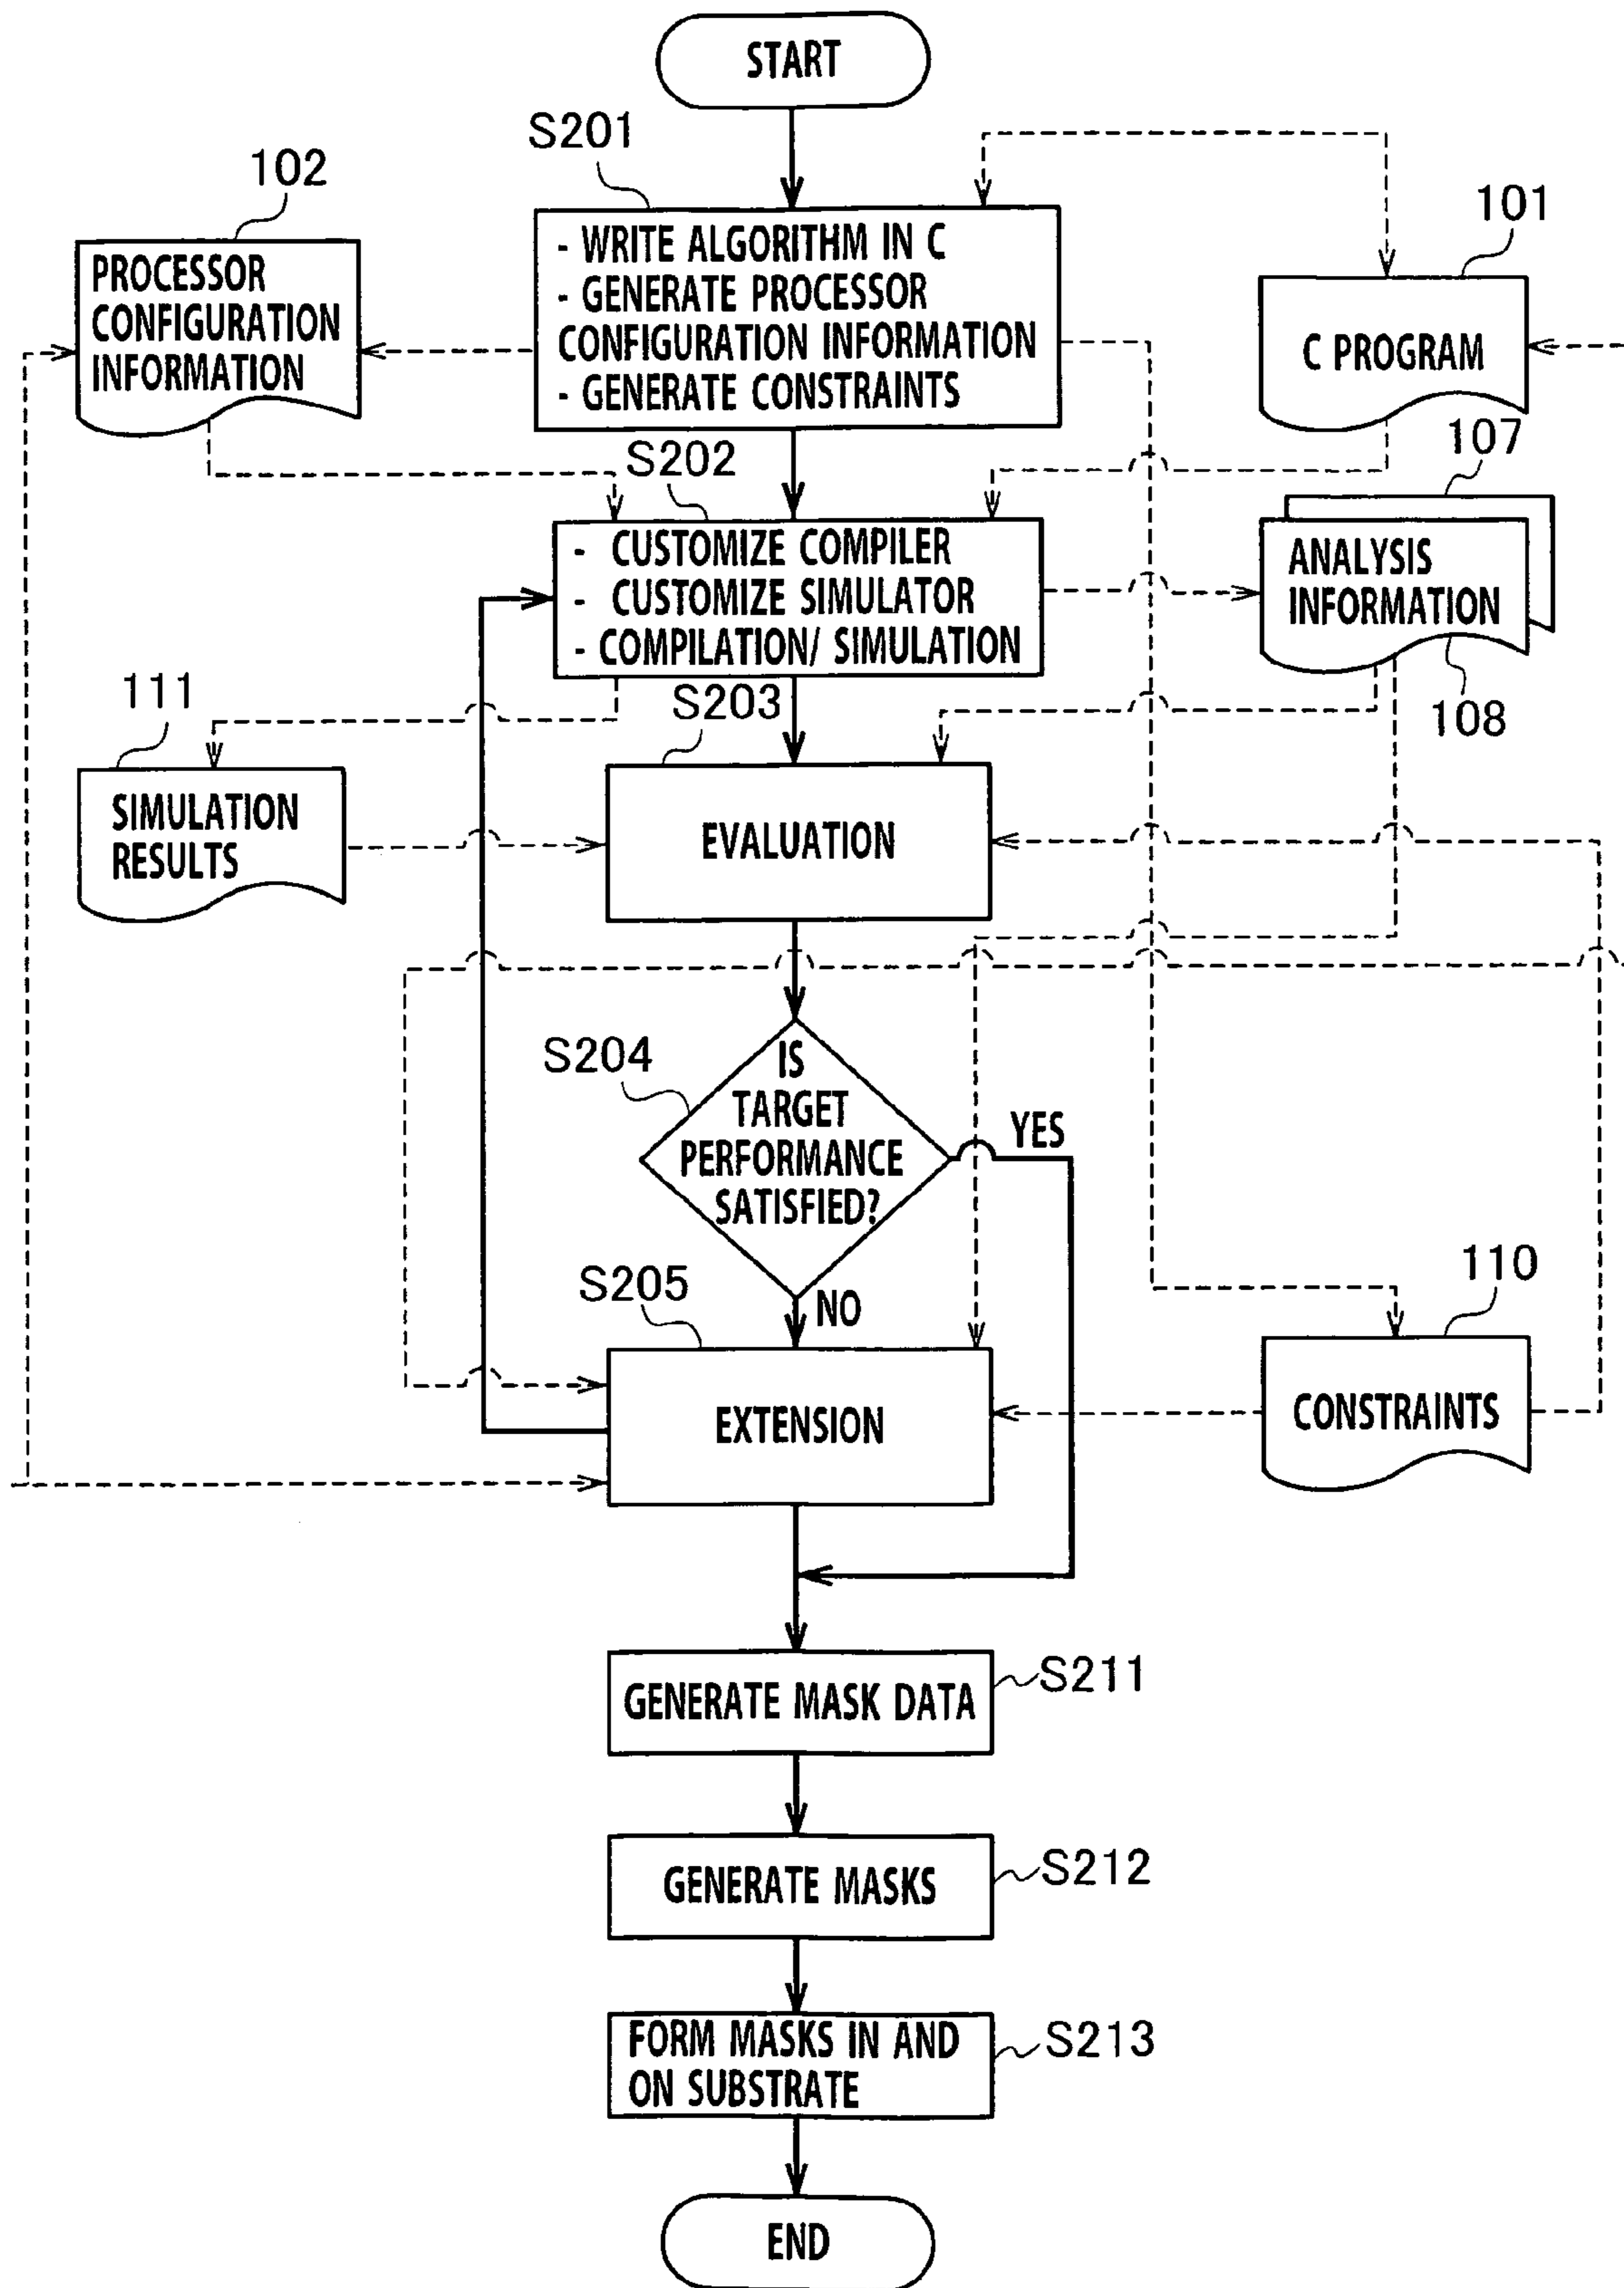 START
S201
102
101
PROCESSOR
CONFIGURATION
INFORMATION
- WRITE ALGORITHM IN C
- GENERATE PROCESSOR
CONFIGURATION INFORMATION
- GENERATE CONSTRAINTS
C PROGRAM
S202
107
- CUSTOMIZE COMPILER
- CUSTOMIZE SIMULATOR
- COMPILATION/ SIMULATION
ANALYSIS
INFORMATION
108
111
S203
SIMULATION
RESULTS
EVALUATION
S204
IS
TARGET
PERFORMANCE
SATISFIED?
YES
NO
S205
110
EXTENSION
CONSTRAINTS
GENERATE MASK DATA
S211
GENERATE MASKS
S212
FORM MASKS IN AND
ON SUBSTRATE
S213
END